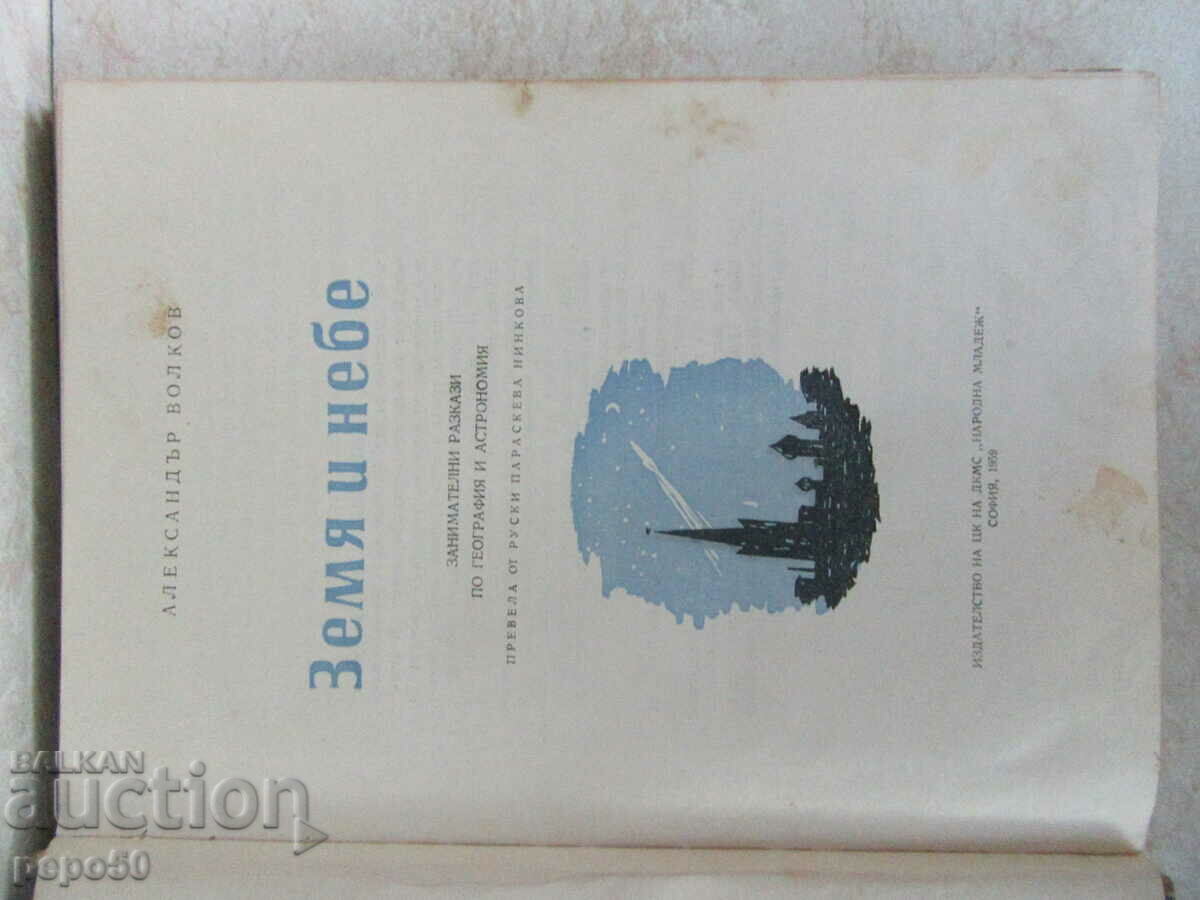 АЛЕКСАНДЪР ВОЛКОВ
Земя и небе
ЗАНИМАТЕЛНИ РАЗКАЗИ
ПО ГЕОГРАФИЯ И АСТРОНОМИЯ
ПРЕВЕЛА ОТ РУСКИ ПАРАСКЕВА НИНКОВА
ИЗДАТЕЛСТВО НА ЦК НА ДКМС „НАРОДНА МЛАДЕЖ“
СОФИЯ, 1959
BALKAN
auction
pepo50